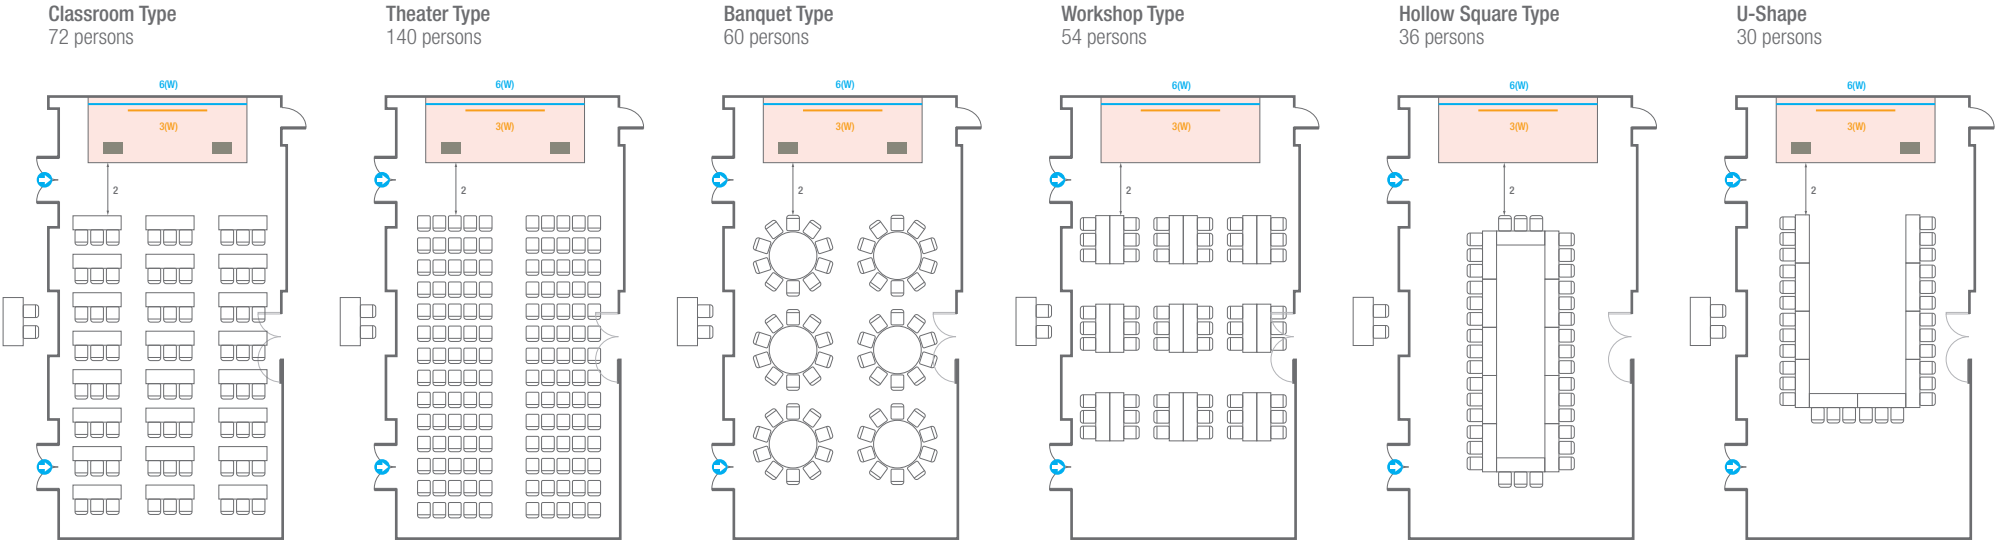 Classroom Type
72 persons
6(W)
3(W)
2
Theater Type
140 persons
6(W)
3(W)
2
Banquet Type
60 persons
6(W)
3(W)
2
Workshop Type
54 persons
6(W)
3(W)
2
Hollow Square Type
36 persons
6(W)
3(W)
2
U-Shape
30 persons
6(W)
3(W)
2